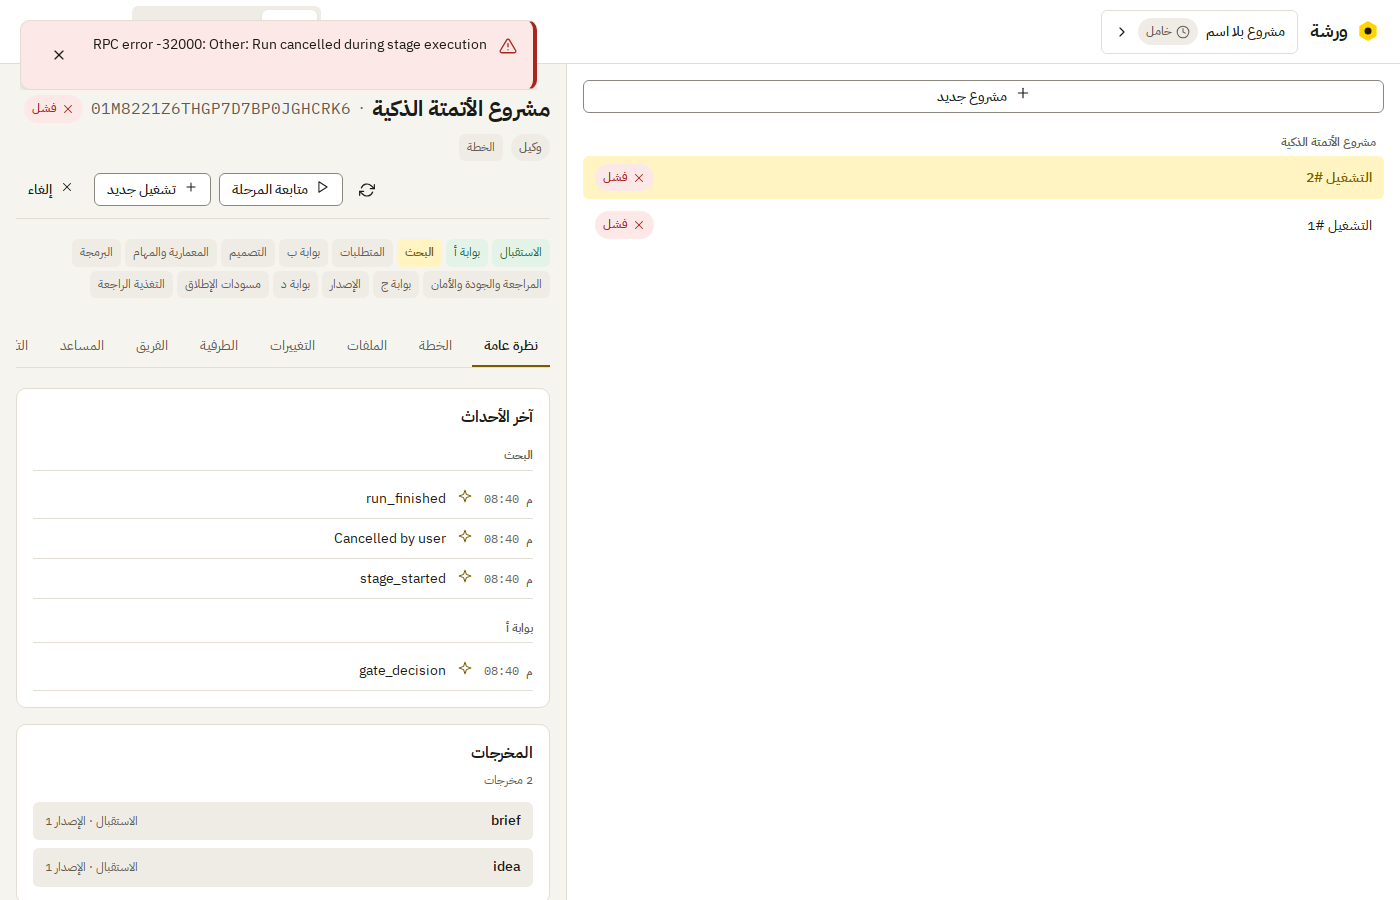 ورشة
مشروع بلا اسم
خامل
RPC error -32000: Other: Run cancelled during stage execution
مشروع جديد
مشروع الأتمتة الذكية
التشغيل #2
فشل
التشغيل #1
فشل
مشروع الأتمتة الذكية · 01M8221Z6THGP7D7BP0JGHCRK6
فشل
وكيل
الخطة
متابعة المرحلة
تشغيل جديد
إلغاء
الاستقبال
بوابة أ
البحث
المتطلبات
بوابة ب
التصميم
المعمارية والمهام
البرمجة
المراجعة والجودة والأمان
بوابة ج
الإصدار
بوابة د
مسودات الإطلاق
التغذية الراجعة
نظرة عامة
الخطة
الملفات
التغييرات
الطرفية
الفريق
المساعد
آخر الأحداث
البحث
08:40 م
run_finished
08:40 م
Cancelled by user
08:40 م
stage_started
بوابة أ
08:40 م
gate_decision
المخرجات
2 مخرجات
brief
الاستقبال · الإصدار 1
idea
الاستقبال · الإصدار 1